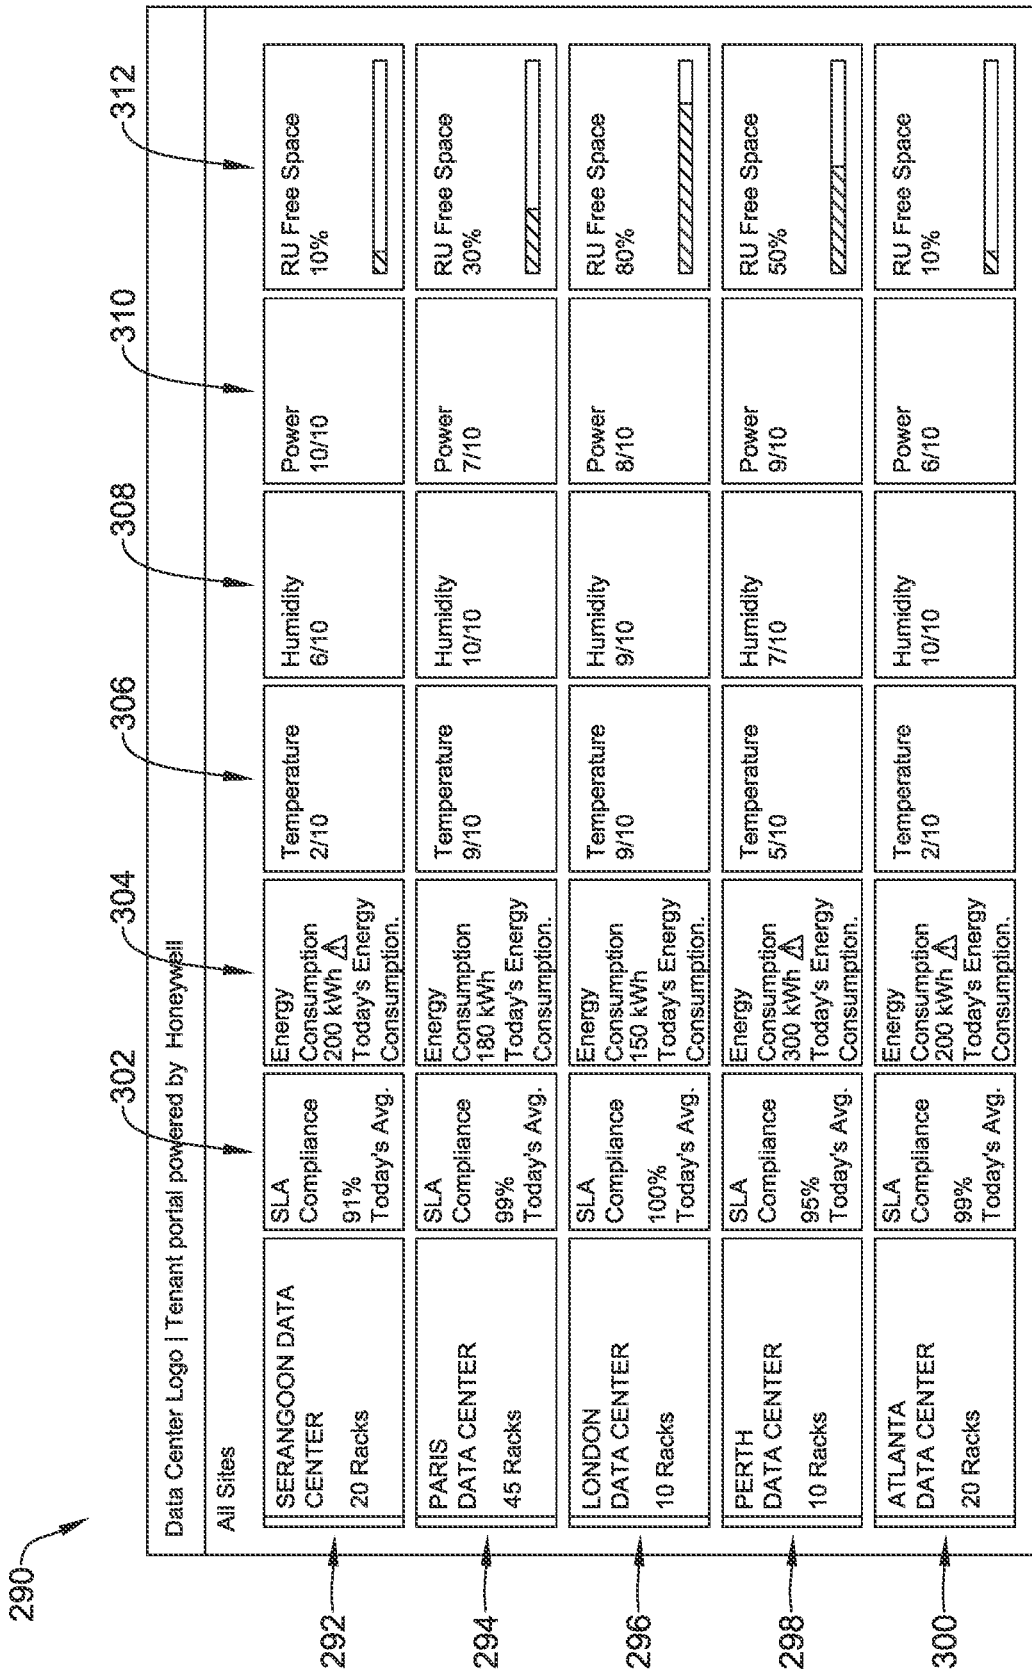 290
302
304
306
308
310
312
Data Center Logo | Tenant portal powered by Honeywell
All Sites
292
SERANGOON DATA
CENTER
20 Racks
SLA
Compliance
91%
Today's Avg.
Energy
Consumption
200 kWh ⚠
Today's Energy
Consumption.
Temperature
2/10
Humidity
6/10
Power
10/10
RU Free Space
10%
294
PARIS
DATA CENTER
45 Racks
SLA
Compliance
99%
Today's Avg.
Energy
Consumption
180 kWh
Today's Energy
Consumption.
Temperature
9/10
Humidity
10/10
Power
7/10
RU Free Space
30%
296
LONDON
DATA CENTER
10 Racks
SLA
Compliance
100%
Today's Avg.
Energy
Consumption
150 kWh
Today's Energy
Consumption.
Temperature
9/10
Humidity
9/10
Power
8/10
RU Free Space
80%
298
PERTH
DATA CENTER
10 Racks
SLA
Compliance
95%
Today's Avg.
Energy
Consumption
300 kWh ⚠
Today's Energy
Consumption.
Temperature
5/10
Humidity
7/10
Power
9/10
RU Free Space
50%
300
ATLANTA
DATA CENTER
20 Racks
SLA
Compliance
99%
Today's Avg.
Energy
Consumption
200 kWh ⚠
Today's Energy
Consumption.
Temperature
2/10
Humidity
10/10
Power
6/10
RU Free Space
10%